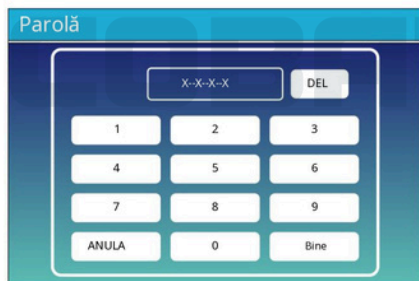 Parolă
X--X--X--X DEL
1 2 3
4 5 6
7 8 9
ANULA 0 Bine